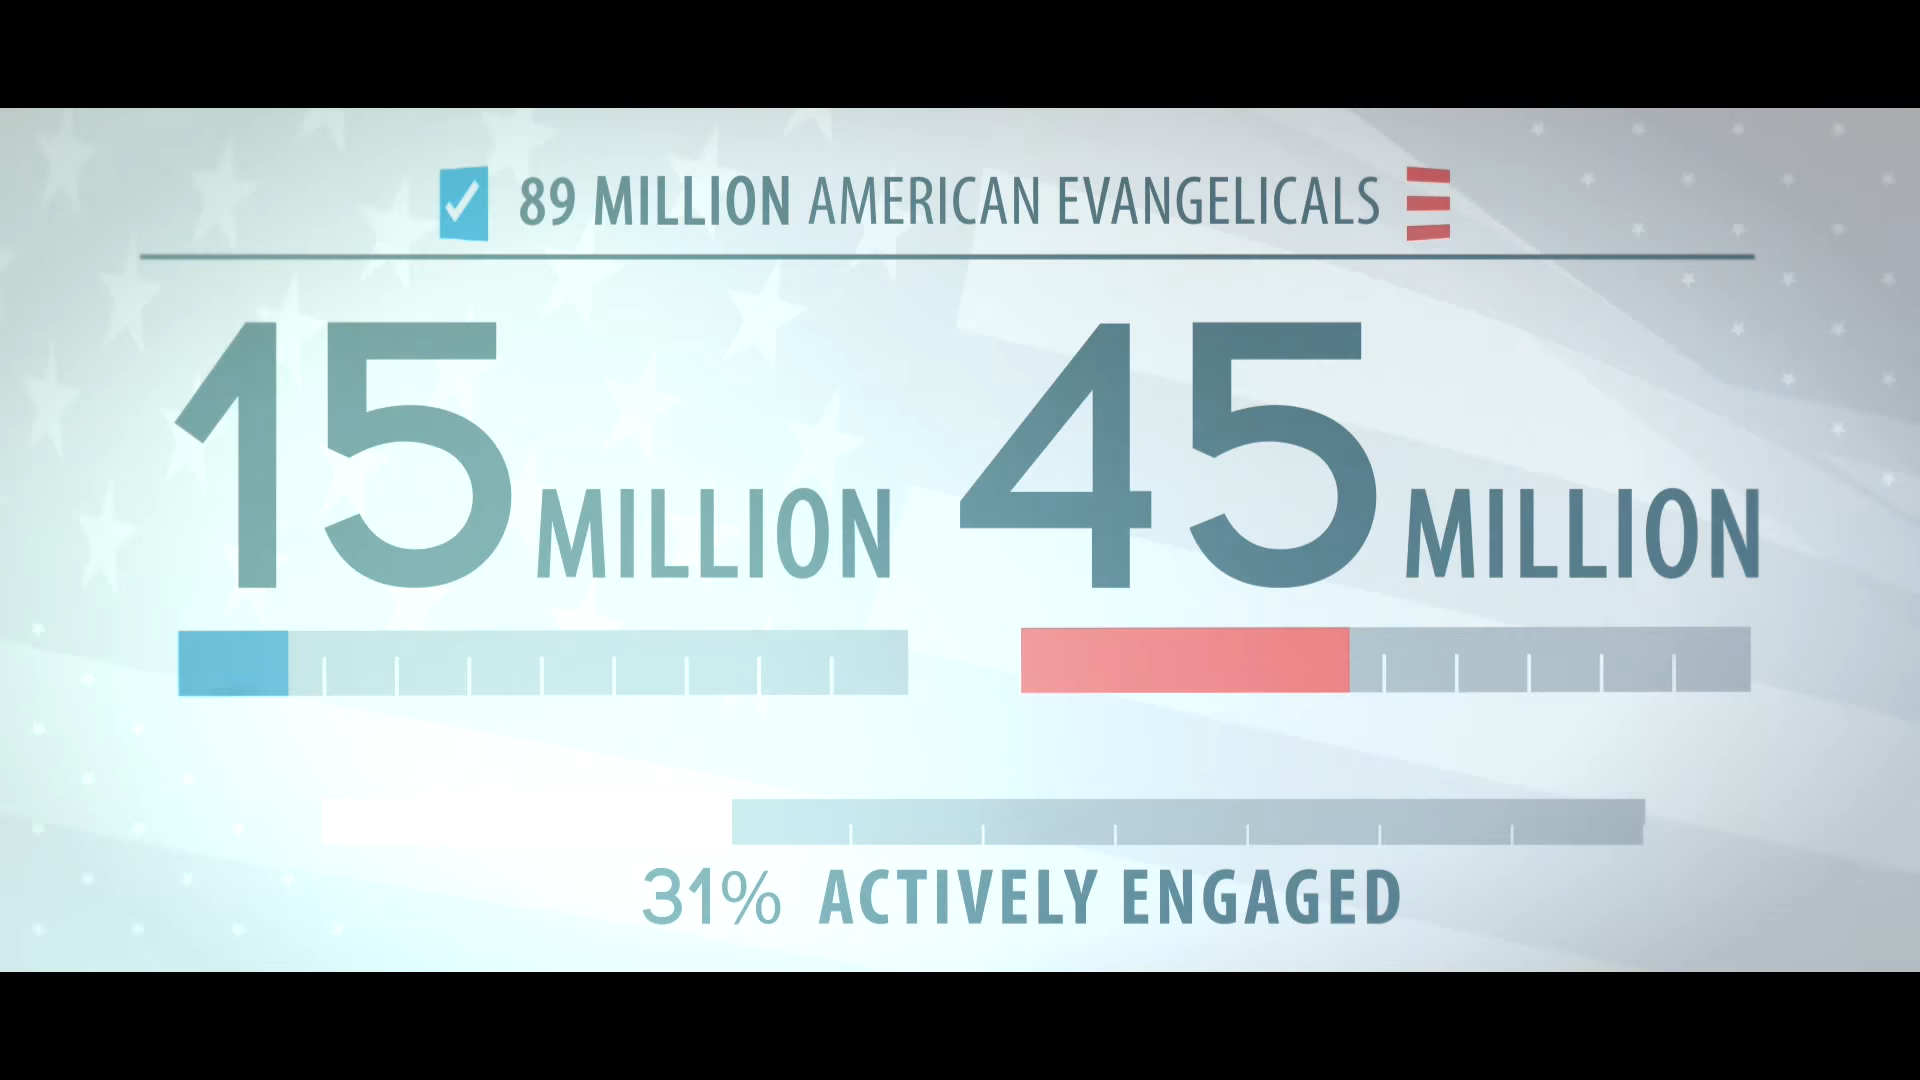 89 MILLION AMERICAN EVANGELICALS
15 MILLION 45 MILLION
31% ACTIVELY ENGAGED